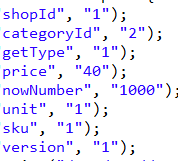 shopId", "1");
categoryId", "2");
getType", "1");
price", "40");
nowNumber", "1000");
unit", "1");
sku", "1");
version", "1");